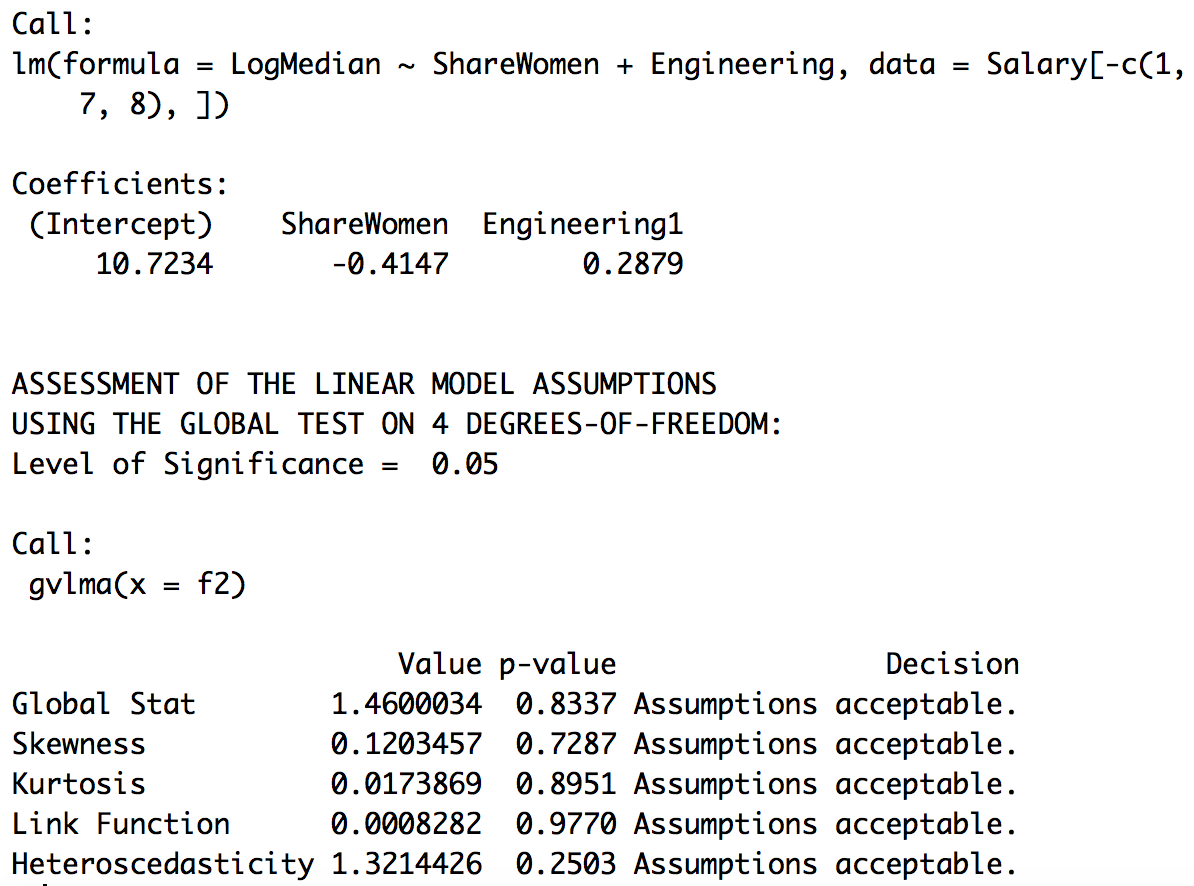 Call:
lm(formula = LogMedian ~ ShareWomen + Engineering, data = Salary[-c(1,
    7, 8), ])
Coefficients:
 (Intercept)    ShareWomen  Engineering1
     10.7234       -0.4147        0.2879
ASSESSMENT OF THE LINEAR MODEL ASSUMPTIONS
USING THE GLOBAL TEST ON 4 DEGREES-OF-FREEDOM:
Level of Significance =  0.05
Call:
 gvlma(x = f2)
                       Value p-value                Decision
Global Stat        1.4600034  0.8337 Assumptions acceptable.
Skewness           0.1203457  0.7287 Assumptions acceptable.
Kurtosis           0.0173869  0.8951 Assumptions acceptable.
Link Function      0.0008282  0.9770 Assumptions acceptable.
Heteroscedasticity 1.3214426  0.2503 Assumptions acceptable.